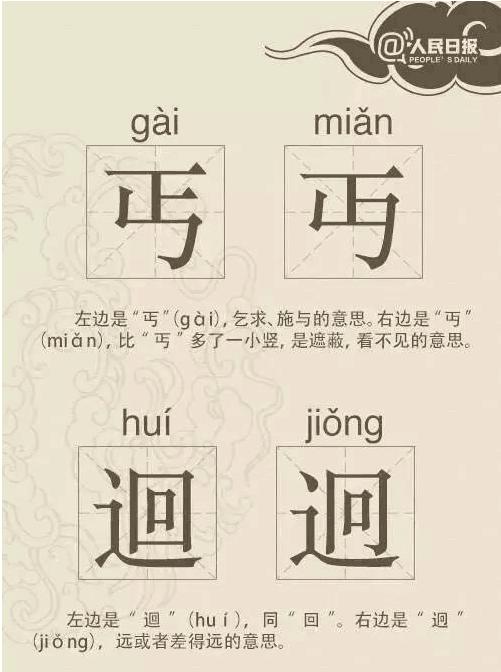 @人民日报
PEOPLE'S DAILY
gài miǎn
丐 丏
左边是“丐”(gài),乞求、施与的意思。右边是“丏”
(miǎn),比“丐”多了一小竖,是遮蔽,看不见的意思。
huí jiǒng
迴 迥
左边是“迴”(huí),同“回”。右边是“迥”
(jiǒng),远或者差得远的意思。